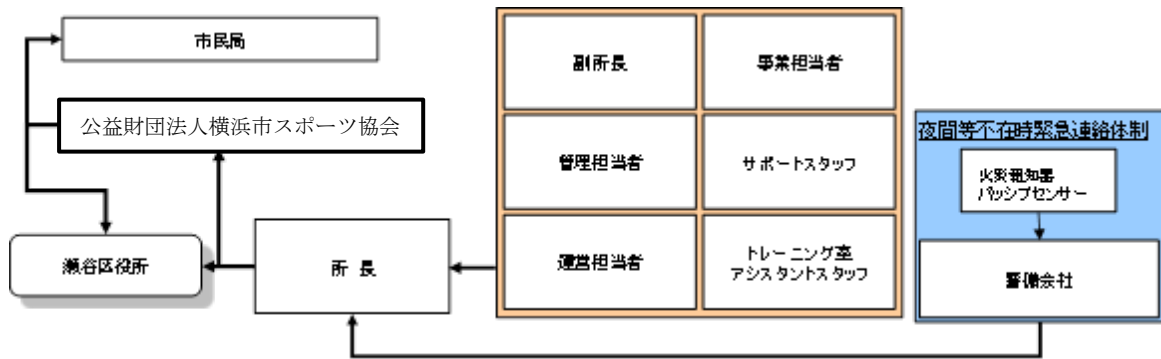 市民局
公益財団法人横浜市スポーツ協会
瀬谷区役所
所 長
副所長
事業担当者
管理担当者
サポートスタッフ
運営担当者
トレーニング室
アシスタントスタッフ
夜間等不在時緊急連絡体制
火災報知器
パッシブセンサー
警備会社